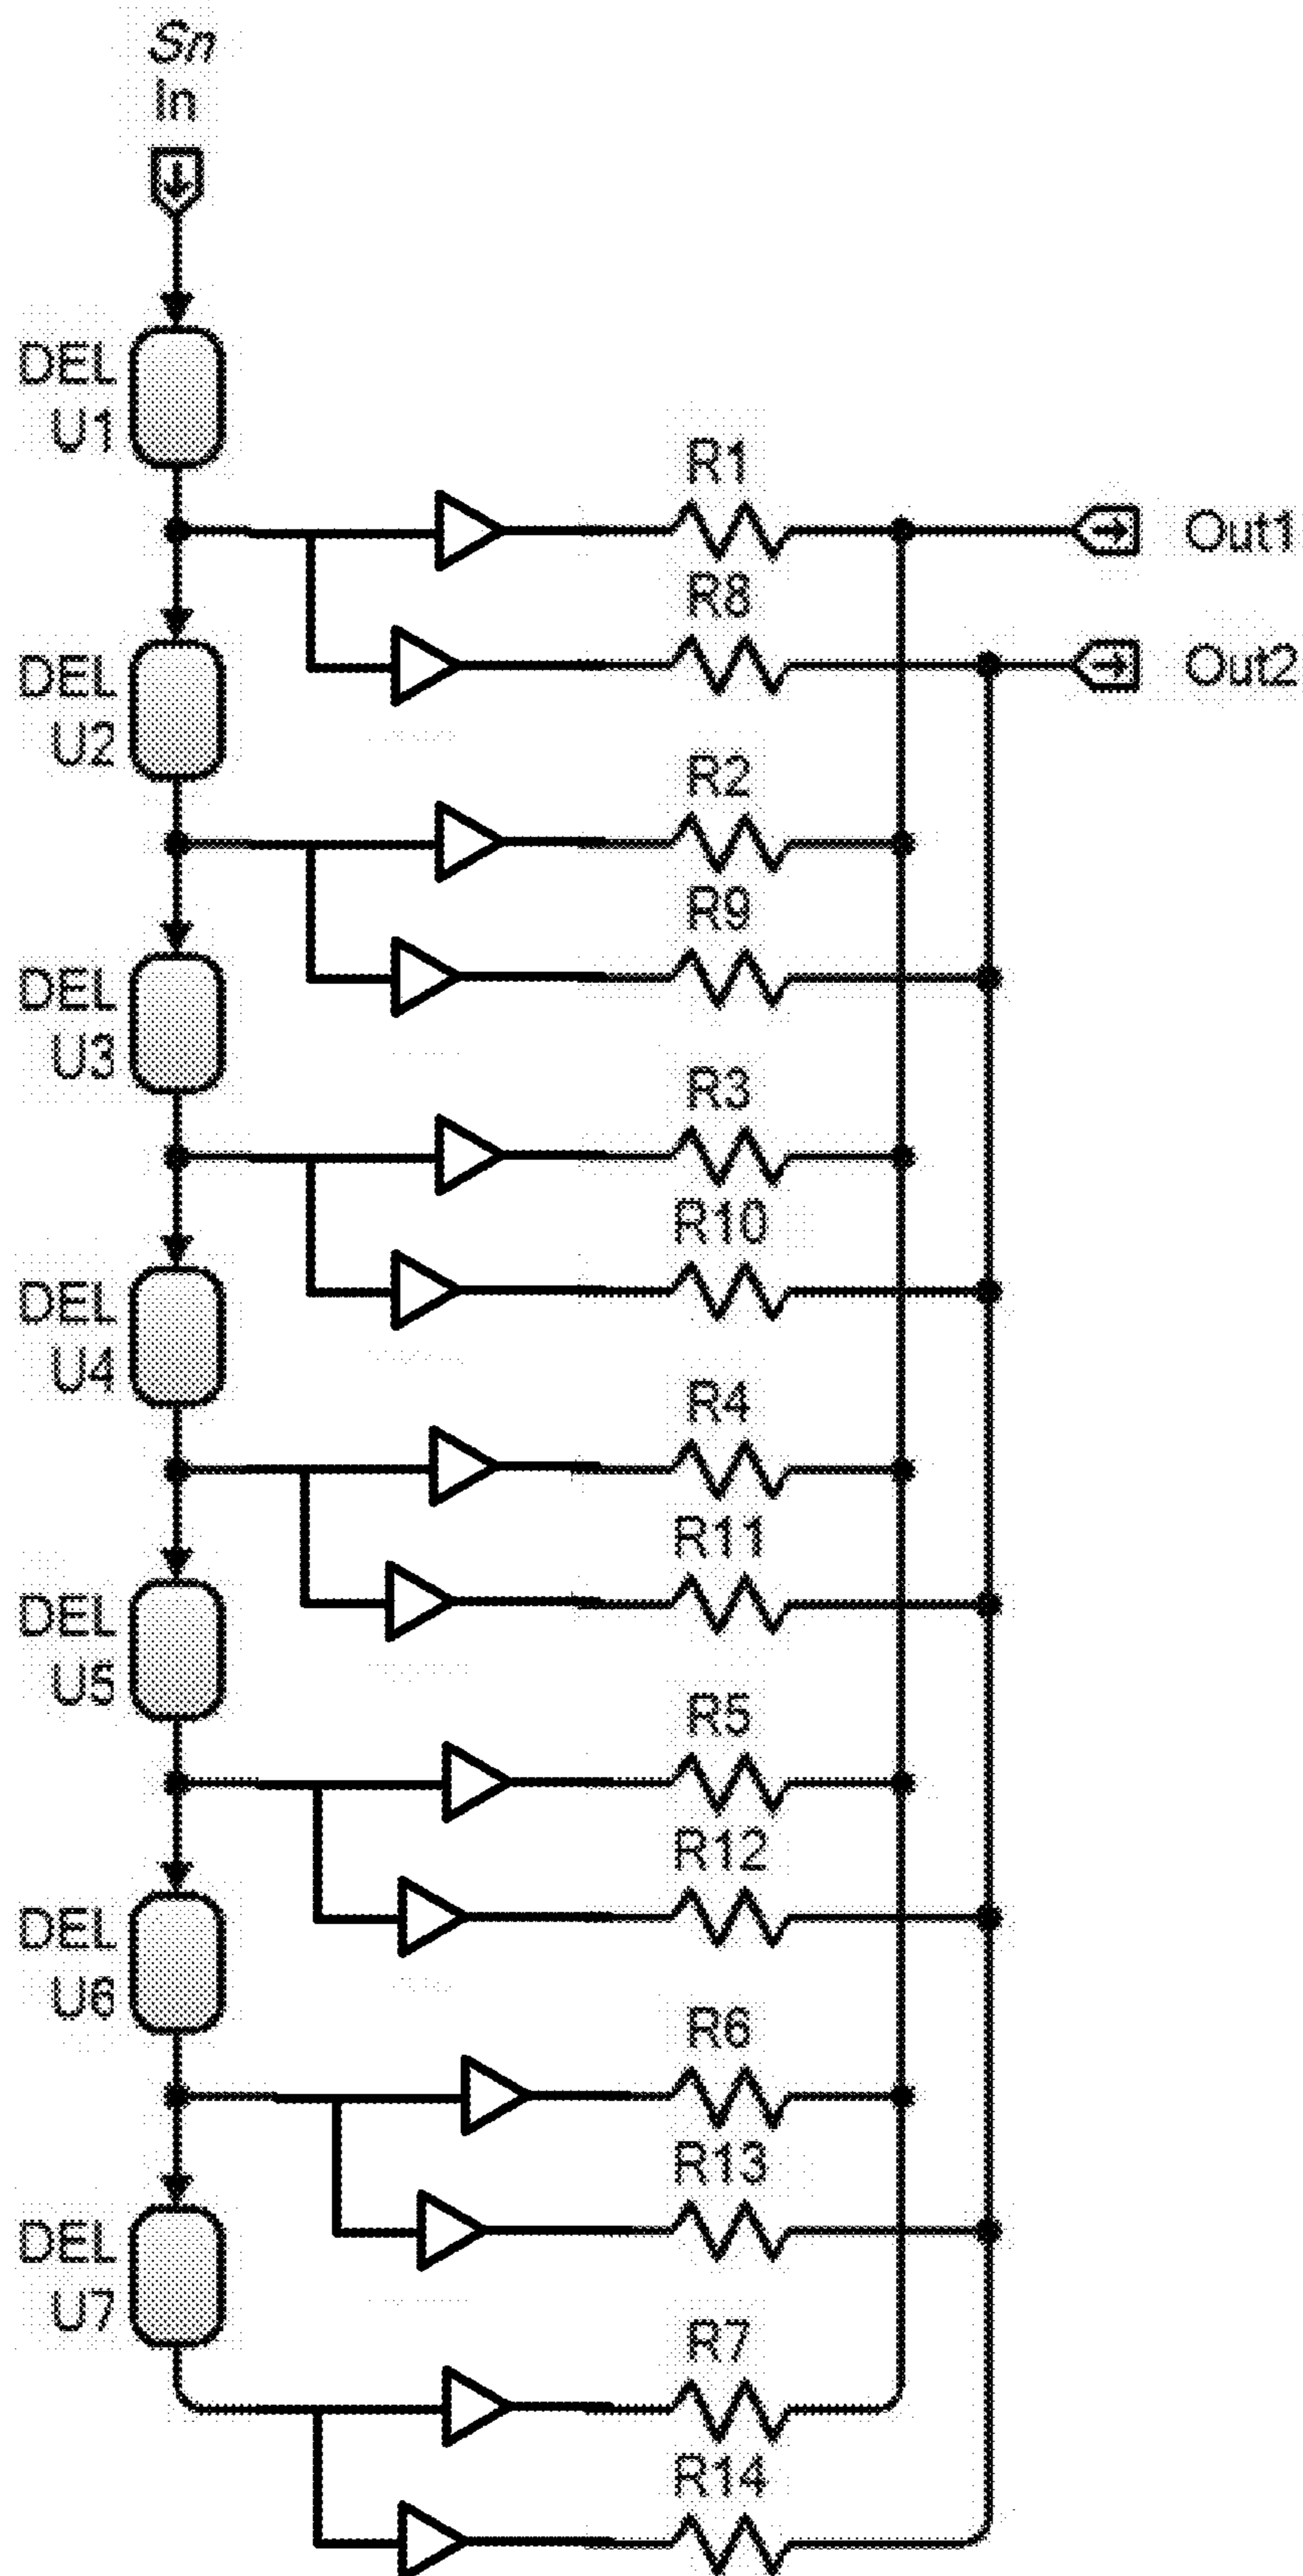 Sn
In
DEL
U1
R1
Out1
R8
Out2
DEL
U2
R2
R9
DEL
U3
R3
R10
DEL
U4
R4
R11
DEL
U5
R5
R12
DEL
U6
R6
R13
DEL
U7
R7
R14